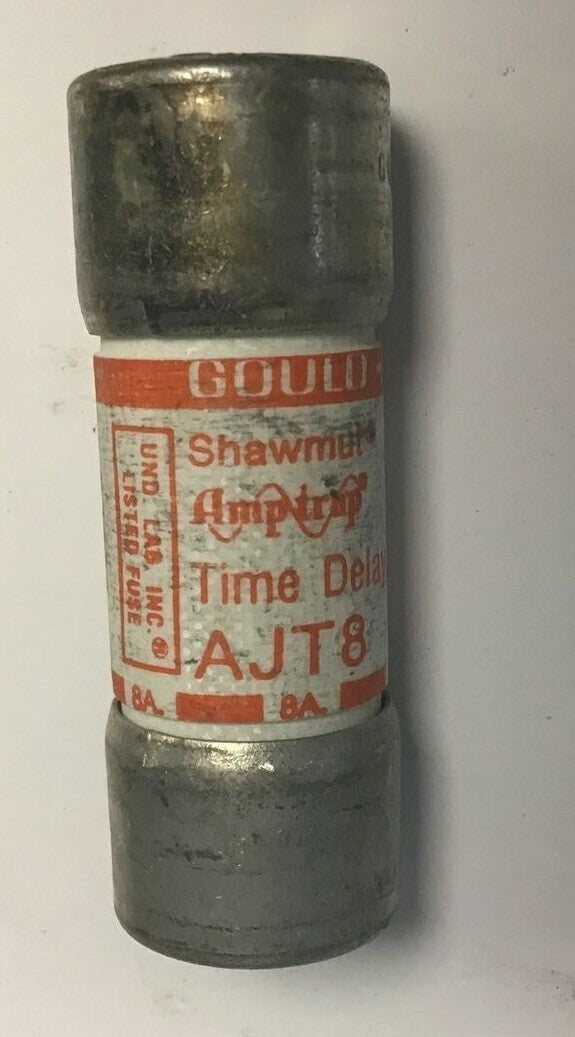 GOULD
Shawmut
Amp-trap®
Time Delay
AJT8
8A. 8A.
UND. LAB. INC.®
LISTED FUSE